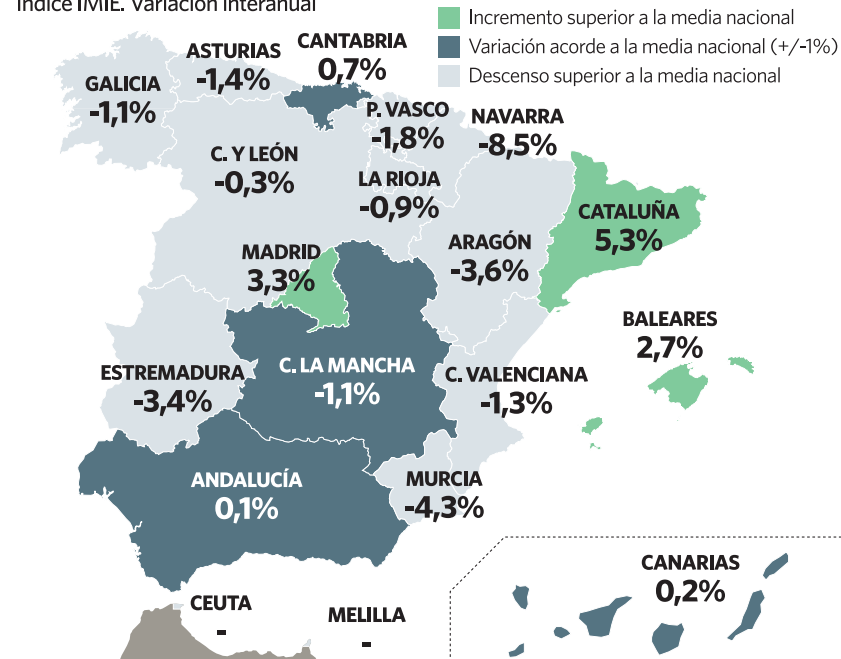 Índice IMIE. Variación interanual
Incremento superior a la media nacional
Variación acorde a la media nacional (+/-1%)
Descenso superior a la media nacional
ASTURIAS
-1,4%
CANTABRIA
0,7%
GALICIA
-1,1%
P. VASCO
-1,8%
NAVARRA
-8,5%
C. Y LEÓN
-0,3%
LA RIOJA
-0,9%
CATALUÑA
5,3%
MADRID
3,3%
ARAGÓN
-3,6%
BALEARES
2,7%
ESTREMADURA
-3,4%
C. LA MANCHA
-1,1%
C. VALENCIANA
-1,3%
ANDALUCÍA
0,1%
MURCIA
-4,3%
CANARIAS
0,2%
CEUTA
-
MELILLA
-